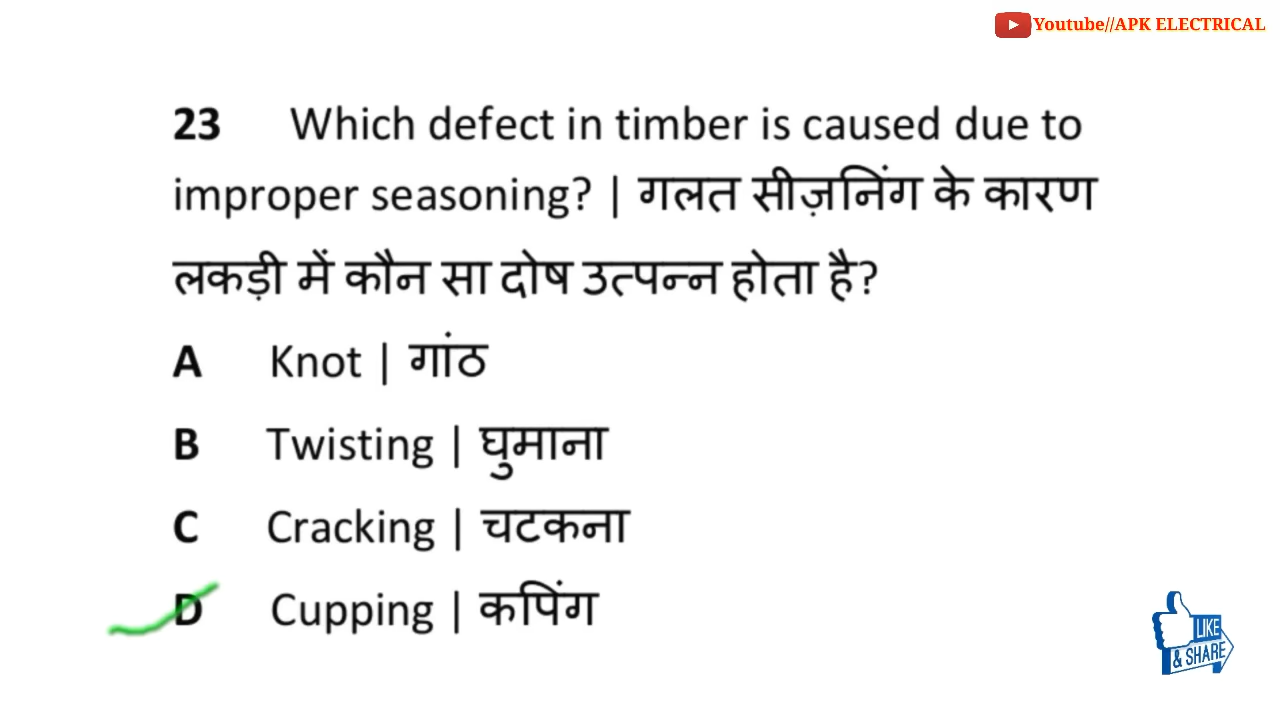 Youtube//APK ELECTRICAL
23 Which defect in timber is caused due to
improper seasoning? | गलत सीज़निंग के कारण
लकड़ी में कौन सा दोष उत्पन्न होता है?
A Knot | गांठ
B Twisting | घुमाना
C Cracking | चटकना
D Cupping | कपिंग
LIKE
& SHARE